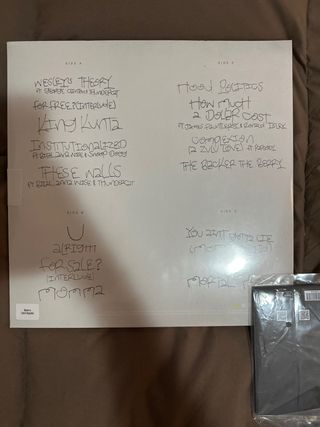 SIDE A
WESLEY'S THEORY
FT GEORGE CLINTON & THUNDERCAT
FOR FREE? (INTERLUDE)
KING KUNTA
INSTITUTIONALIZED
FT BILAL ANNA WISE & SNOOP DOGG
THESE WALLS
FT BILAL ANNA WISE & THUNDERCAT
SIDE B
U
alRIGHT
FOR SALE?
(INTERLUDE)
MOMMA
SIDE C
HOOD POLITICS
HOW MUCH
A DOLLAR COST
FT JAMES FAUNTLEROY & RONALD ISLEY
COMPLEXION
(A ZULU LOVE) FT RAPSODY
THE BLACKER THE BERRY
SIDE D
YOU AIN'T GOTTA LIE
MORTAL